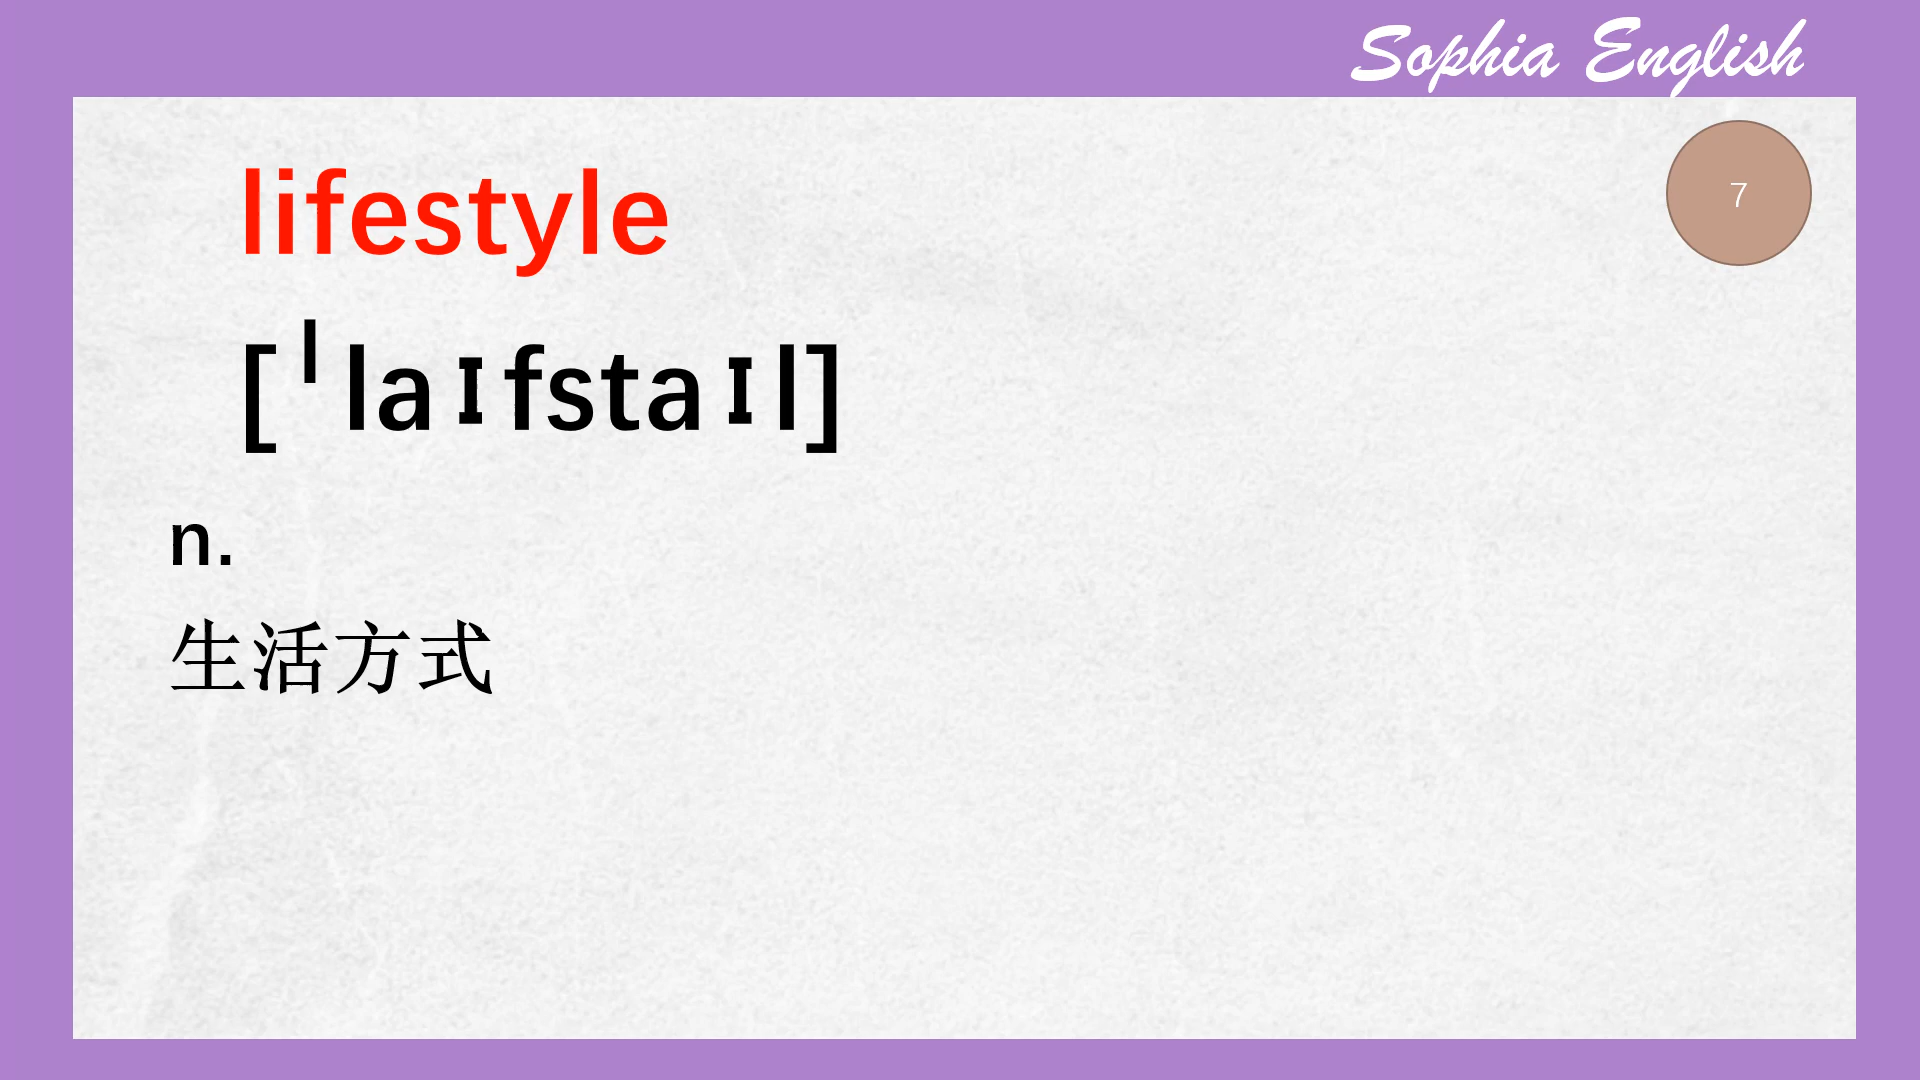 Sophia English
7
lifestyle
[ˈlaɪfstaɪl]
n.
生活方式